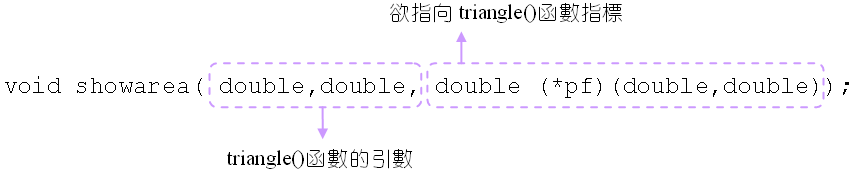 欲指向 triangle()函數指標
void showarea( double,double, double (*pf)(double,double));
triangle()函數的引數